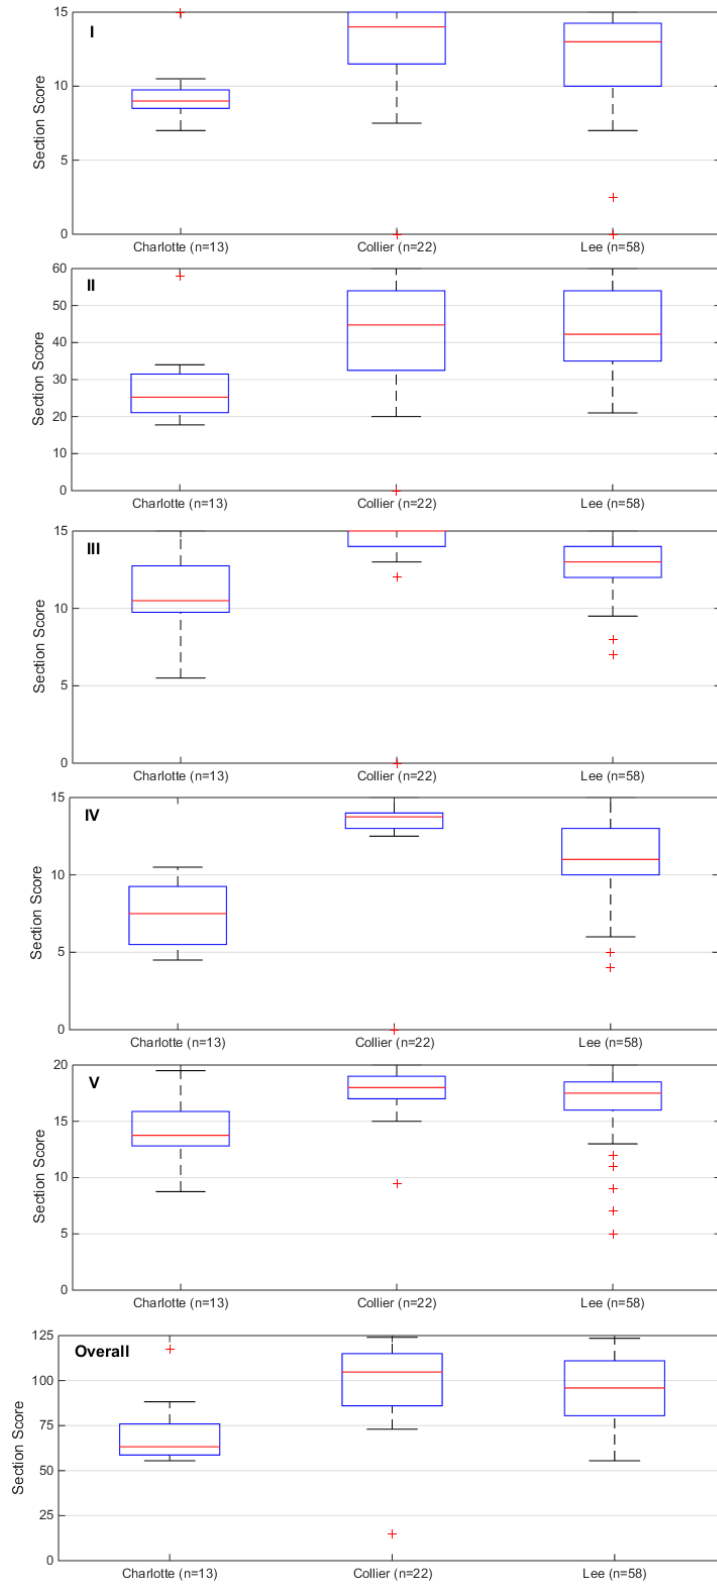 I
Section Score
15
10
5
0
Charlotte (n=13) Collier (n=22) Lee (n=58)
II
Section Score
60
50
40
30
20
10
0
Charlotte (n=13) Collier (n=22) Lee (n=58)
III
Section Score
15
10
5
0
Charlotte (n=13) Collier (n=22) Lee (n=58)
IV
Section Score
15
10
5
0
Charlotte (n=13) Collier (n=22) Lee (n=58)
V
Section Score
20
15
10
5
0
Charlotte (n=13) Collier (n=22) Lee (n=58)
Overall
Section Score
125
100
75
50
25
0
Charlotte (n=13) Collier (n=22) Lee (n=58)